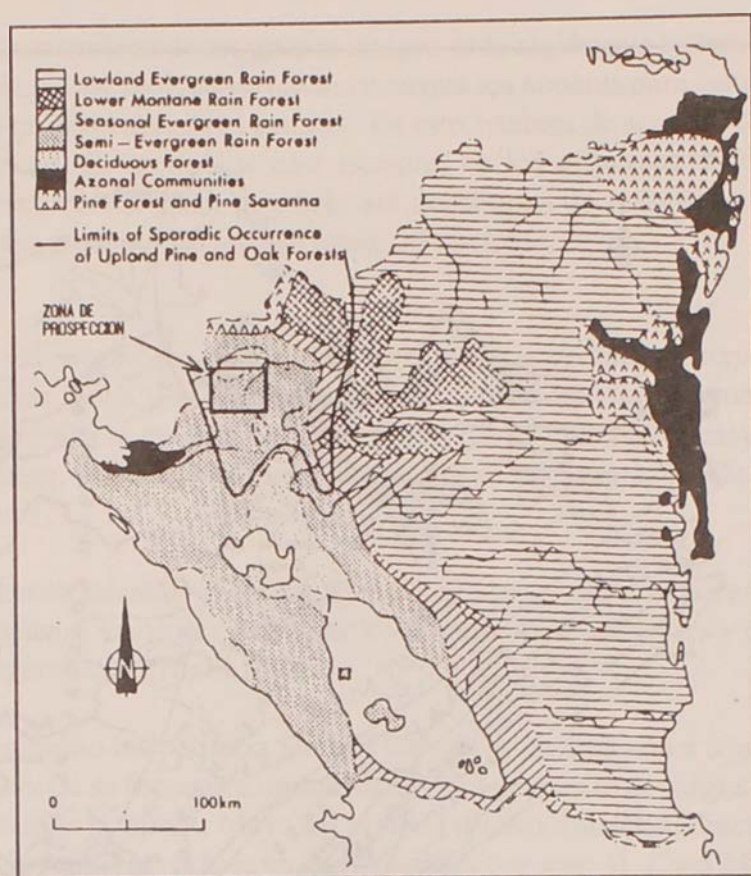 Lowland Evergreen Rain Forest
Lower Montane Rain Forest
Seasonal Evergreen Rain Forest
Semi-Evergreen Rain Forest
Deciduous Forest
Azonal Communities
Pine Forest and Pine Savanna
Limits of Sporadic Occurrence
of Upland Pine and Oak Forests
ZONA DE
PROSPECCION
N
0 100km